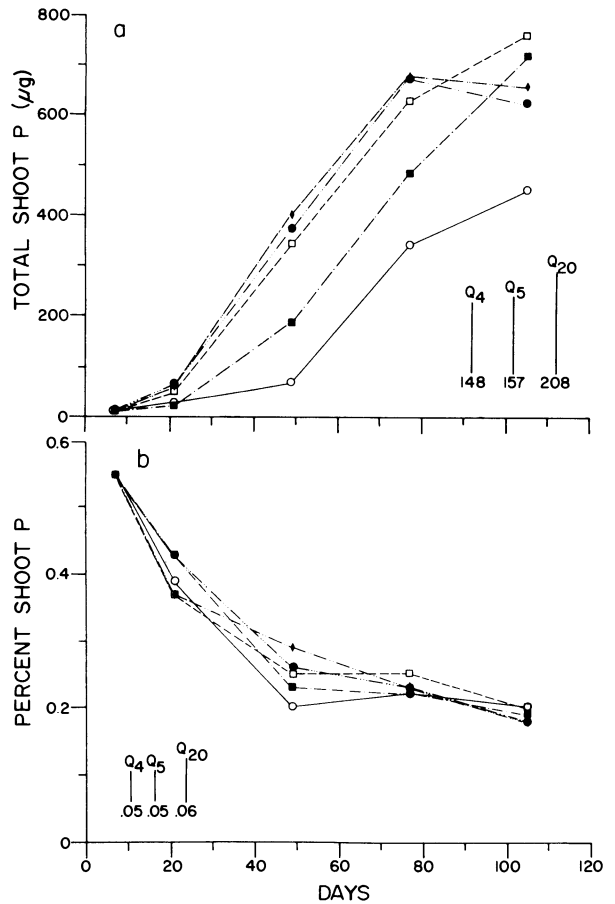 a
TOTAL SHOOT P (µg)
800
600
400
200
0
Q4 Q5 Q20
148 157 208
b
PERCENT SHOOT P
0.6
0.4
0.2
0
Q4 Q5 Q20
.05 .05 .06
0 20 40 60 80 100 120
DAYS